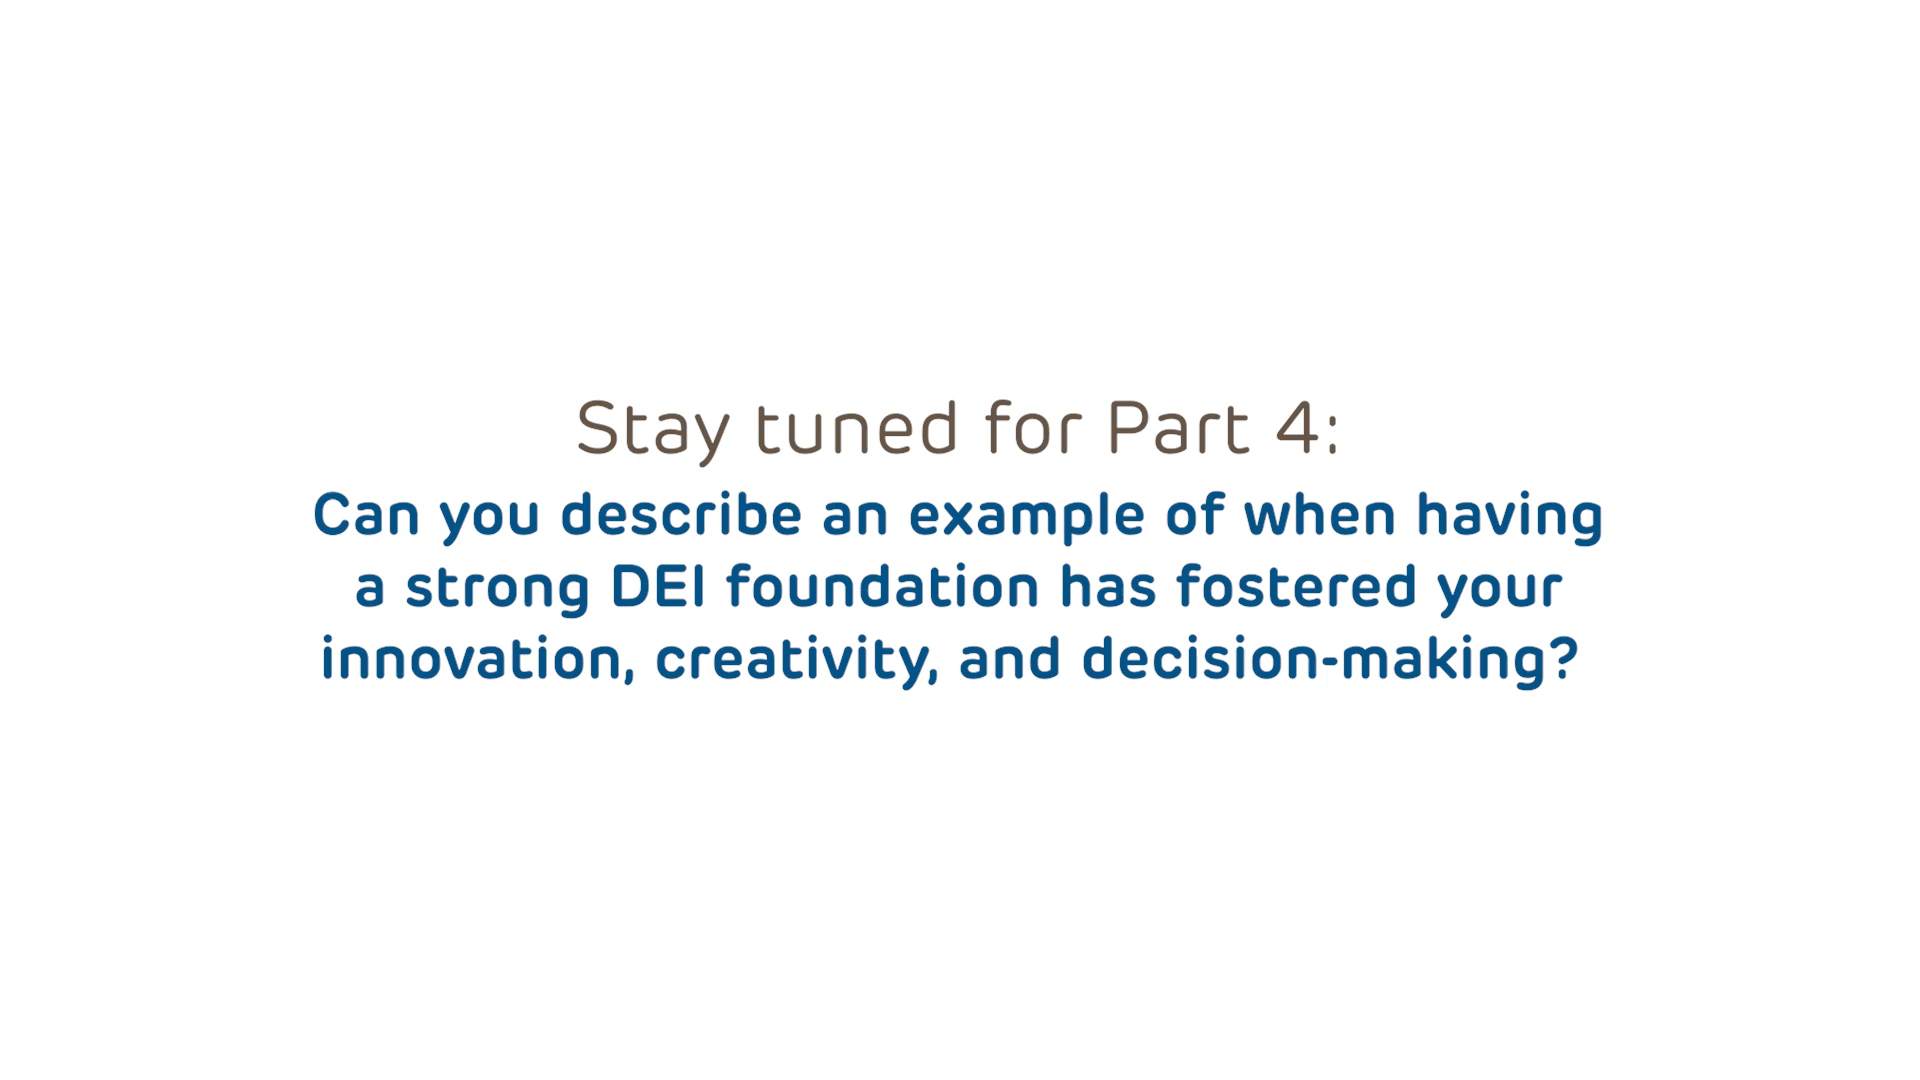 Stay tuned for Part 4:
Can you describe an example of when having
a strong DEI foundation has fostered your
innovation, creativity, and decision-making?